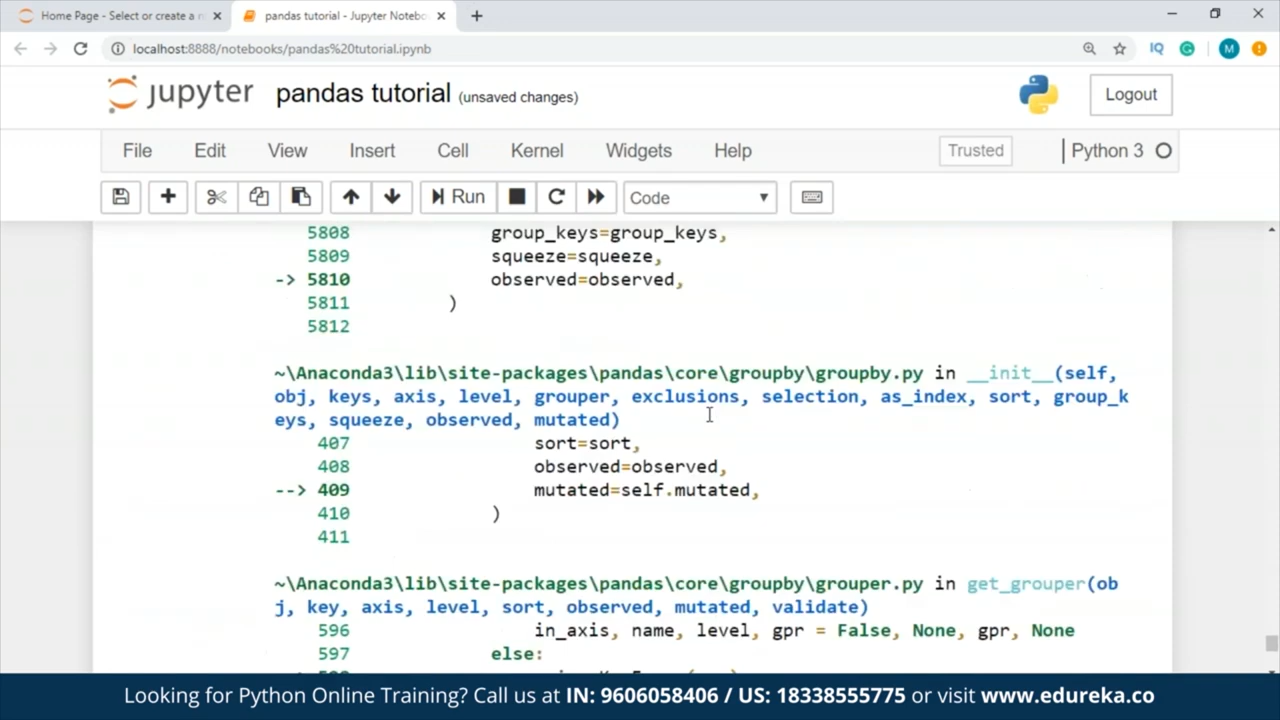 Home Page - Select or create a n
pandas tutorial - Jupyter Notebo
localhost:8888/notebooks/pandas%20tutorial.ipynb
IQ
M
jupyter pandas tutorial (unsaved changes)
Logout
File Edit View Insert Cell Kernel Widgets Help
Trusted
Python 3
Run
Code
5808 group_keys=group_keys,
5809 squeeze=squeeze,
-> 5810 observed=observed,
5811 )
5812
~\Anaconda3\lib\site-packages\pandas\core\groupby\groupby.py in __init__(self,
obj, keys, axis, level, grouper, exclusions, selection, as_index, sort, group_k
eys, squeeze, observed, mutated)
407 sort=sort,
408 observed=observed,
--> 409 mutated=self.mutated,
410 )
411
~\Anaconda3\lib\site-packages\pandas\core\groupby\grouper.py in get_grouper(ob
j, key, axis, level, sort, observed, mutated, validate)
596 in_axis, name, level, gpr = False, None, gpr, None
597 else:
Looking for Python Online Training? Call us at IN: 9606058406 / US: 18338555775 or visit www.edureka.co